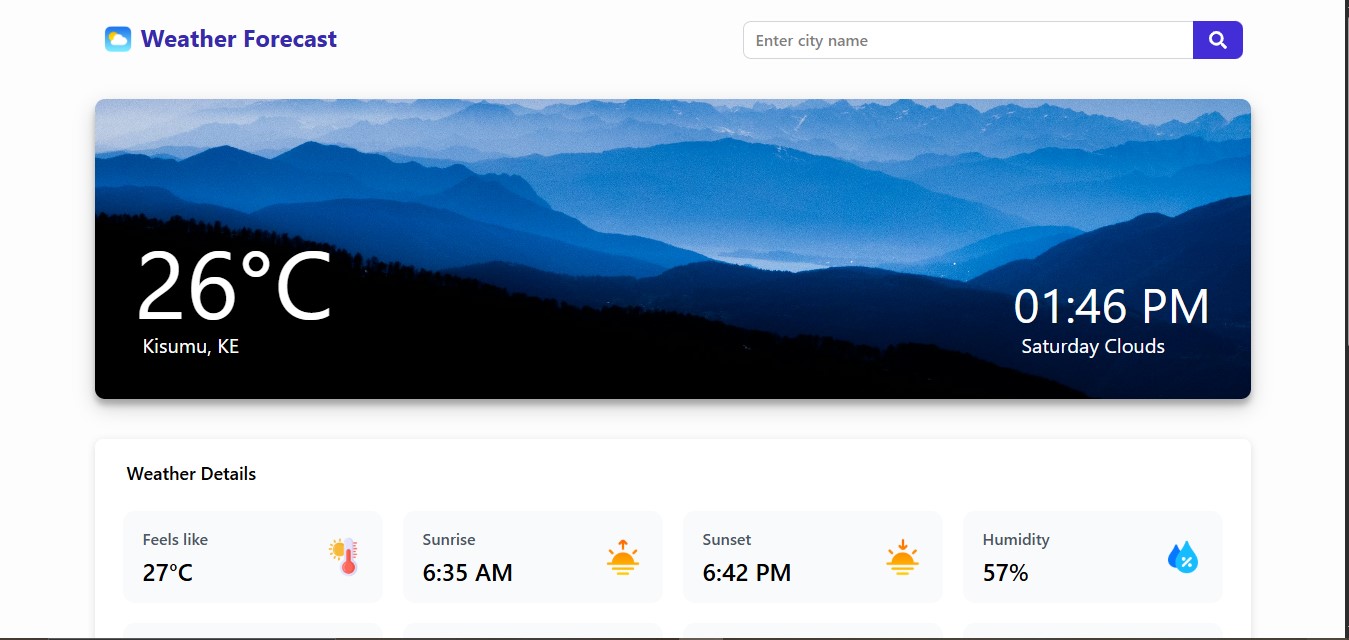 Weather Forecast
Enter city name
26°C
Kisumu, KE
01:46 PM
Saturday Clouds
Weather Details
Feels like
27°C
Sunrise
6:35 AM
Sunset
6:42 PM
Humidity
57%